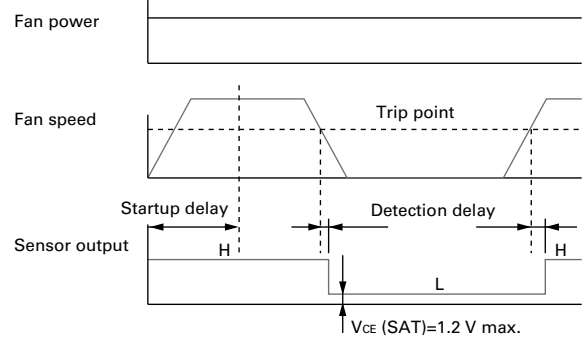 Fan power
Fan speed
Trip point
Startup delay
Detection delay
Sensor output
H
H
L
VCE (SAT)=1.2 V max.